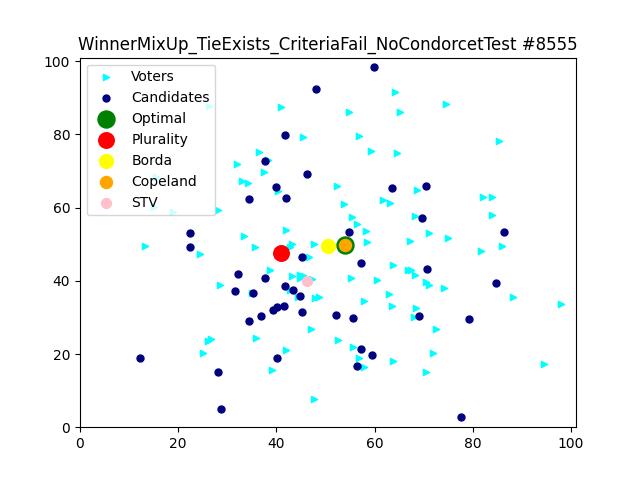 WinnerMixUp_TieExists_CriteriaFail_NoCondorcetTest #8555
100
80
60
40
20
0
Voters
Candidates
Optimal
Plurality
Borda
Copeland
STV
0 20 40 60 80 100